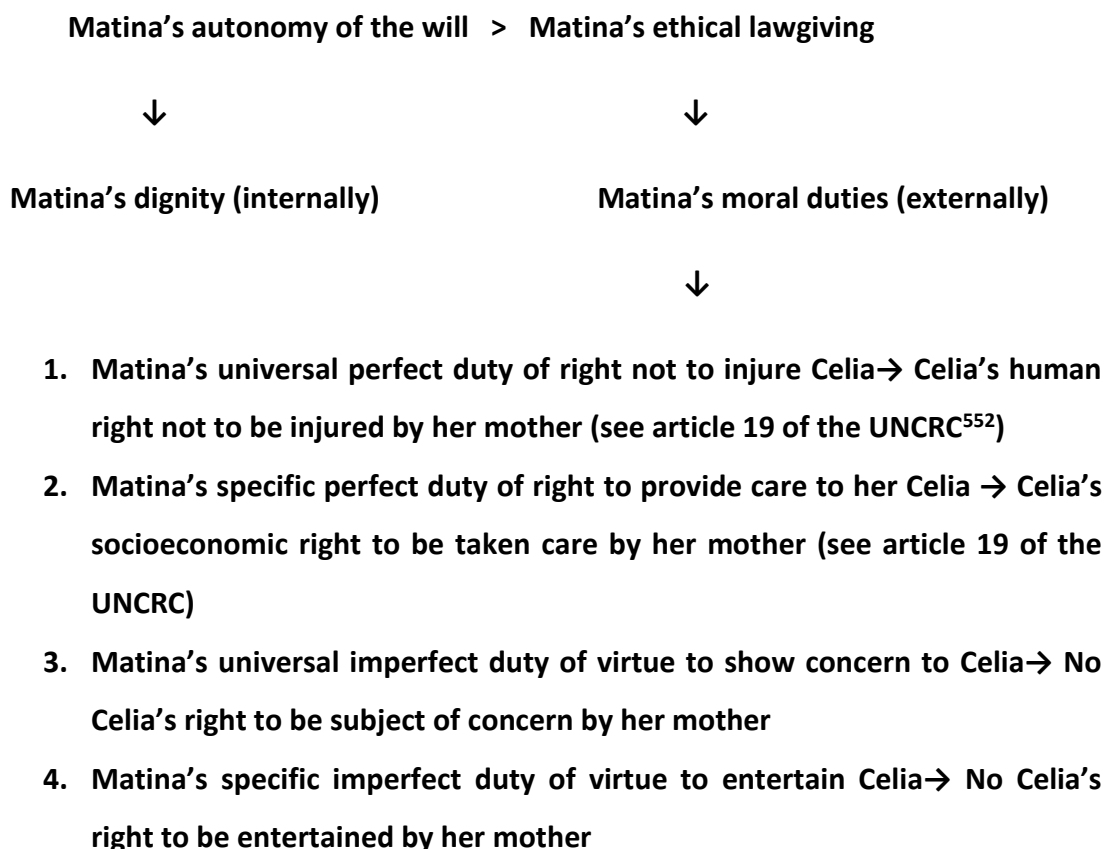 Matina’s autonomy of the will > Matina’s ethical lawgiving
↓ ↓
Matina’s dignity (internally) Matina’s moral duties (externally)
↓
1. Matina’s universal perfect duty of right not to injure Celia→ Celia’s human
right not to be injured by her mother (see article 19 of the UNCRC552)
2. Matina’s specific perfect duty of right to provide care to her Celia → Celia’s
socioeconomic right to be taken care by her mother (see article 19 of the
UNCRC)
3. Matina’s universal imperfect duty of virtue to show concern to Celia→ No
Celia’s right to be subject of concern by her mother
4. Matina’s specific imperfect duty of virtue to entertain Celia→ No Celia’s
right to be entertained by her mother